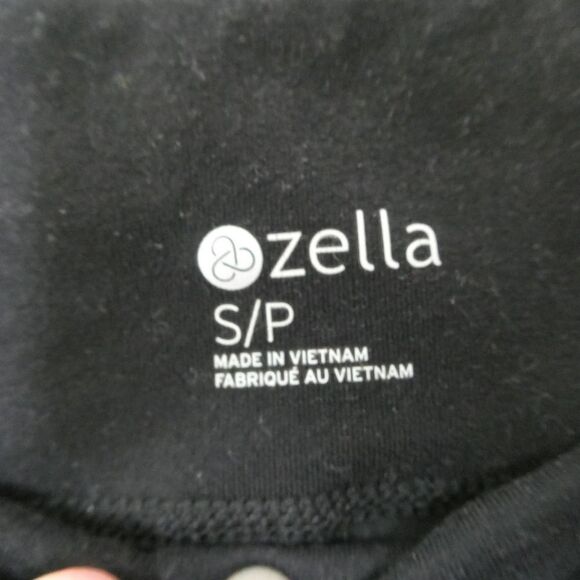 zella
S/P
MADE IN VIETNAM
FABRIQUÉ AU VIETNAM